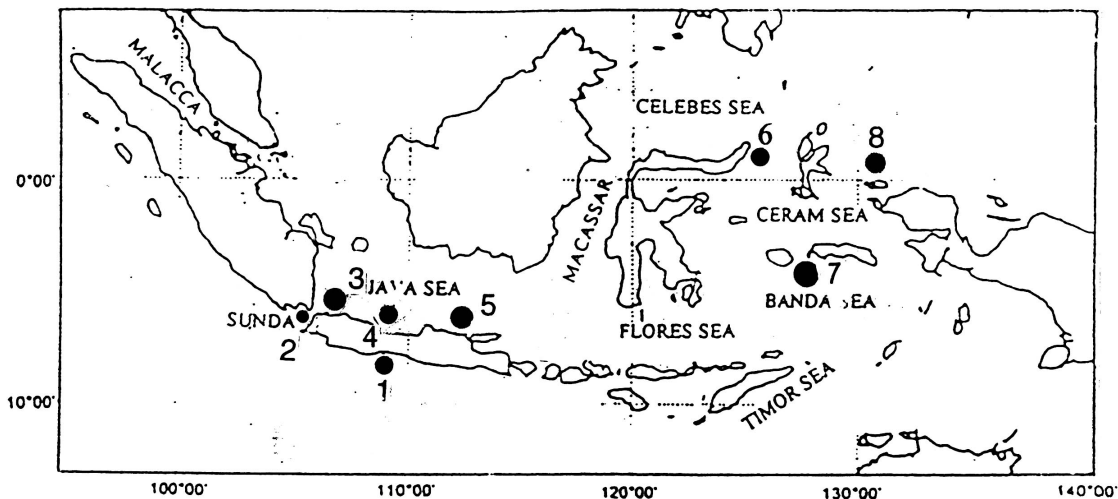 MALACCA
CELEBES SEA
6
8
0°00'
MACASSAR
CERAM SEA
3
JAVA SEA
5
7
BANDA SEA
SUNDA
4
FLORES SEA
2
1
TIMOR SEA
10°00'
100°00' 110°00' 120°00' 130°00' 140°00'